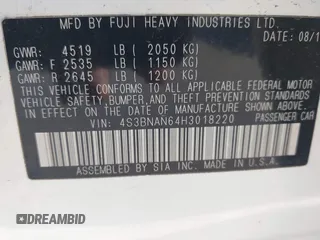 MFD BY FUJI HEAVY INDUSTRIES LTD.
08/1
GVWR: 4519 LB (2050 KG)
GAWR: F 2535 LB (1150 KG)
GAWR: R 2645 LB (1200 KG)
THIS VEHICLE CONFORMS TO ALL APPLICABLE FEDERAL MOTOR
VEHICLE SAFETY, BUMPER, AND THEFT PREVENTION STANDARDS
IN EFFECT ON THE DATE OF MANUFACTURE SHOWN ABOVE.
VIN: 4S3BNAN64H3018220 PASSENGER CAR
ASSEMBLED BY SIA INC. MADE IN U.S.A.
DREAMBID